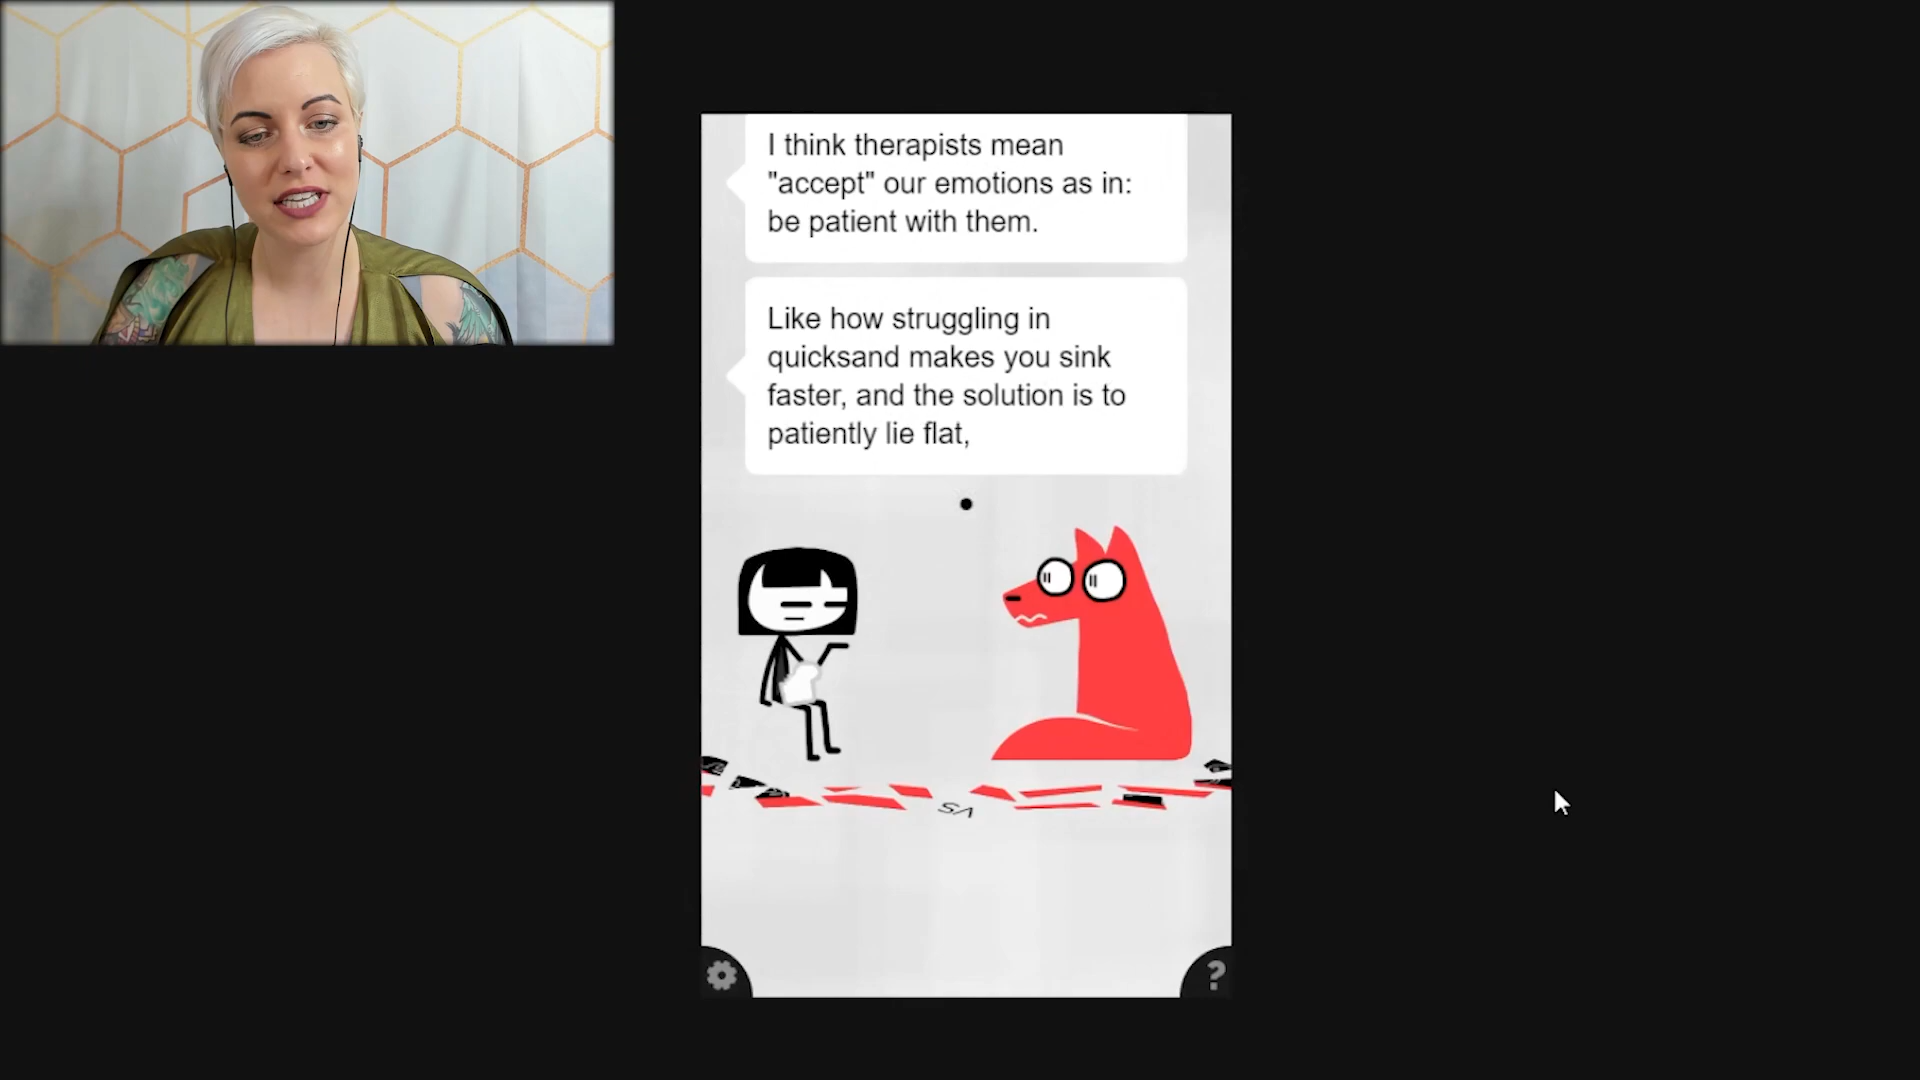 I think therapists mean
"accept" our emotions as in:
be patient with them.
Like how struggling in
quicksand makes you sink
faster, and the solution is to
patiently lie flat,
VS
?